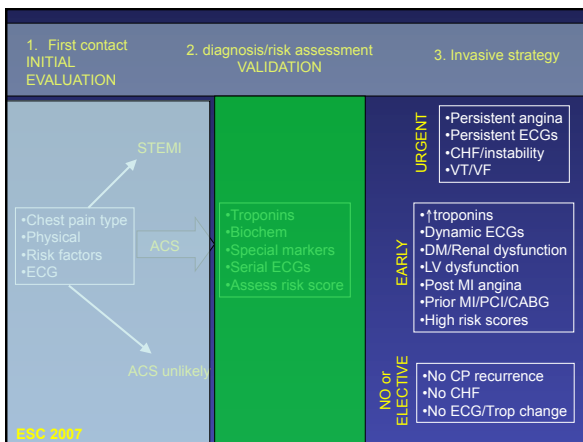 1. First contact
INITIAL
EVALUATION
2. diagnosis/risk assessment
VALIDATION
3. Invasive strategy
STEMI
•Chest pain type
•Physical
•Risk factors
•ECG
ACS
ACS unlikely
•Troponins
•Biochem
•Special markers
•Serial ECGs
•Assess risk score
URGENT
•Persistent angina
•Persistent ECGs
•CHF/instability
•VT/VF
EARLY
•↑troponins
•Dynamic ECGs
•DM/Renal dysfunction
•LV dysfunction
•Post MI angina
•Prior MI/PCI/CABG
•High risk scores
NO or
ELECTIVE
•No CP recurrence
•No CHF
•No ECG/Trop change
ESC 2007